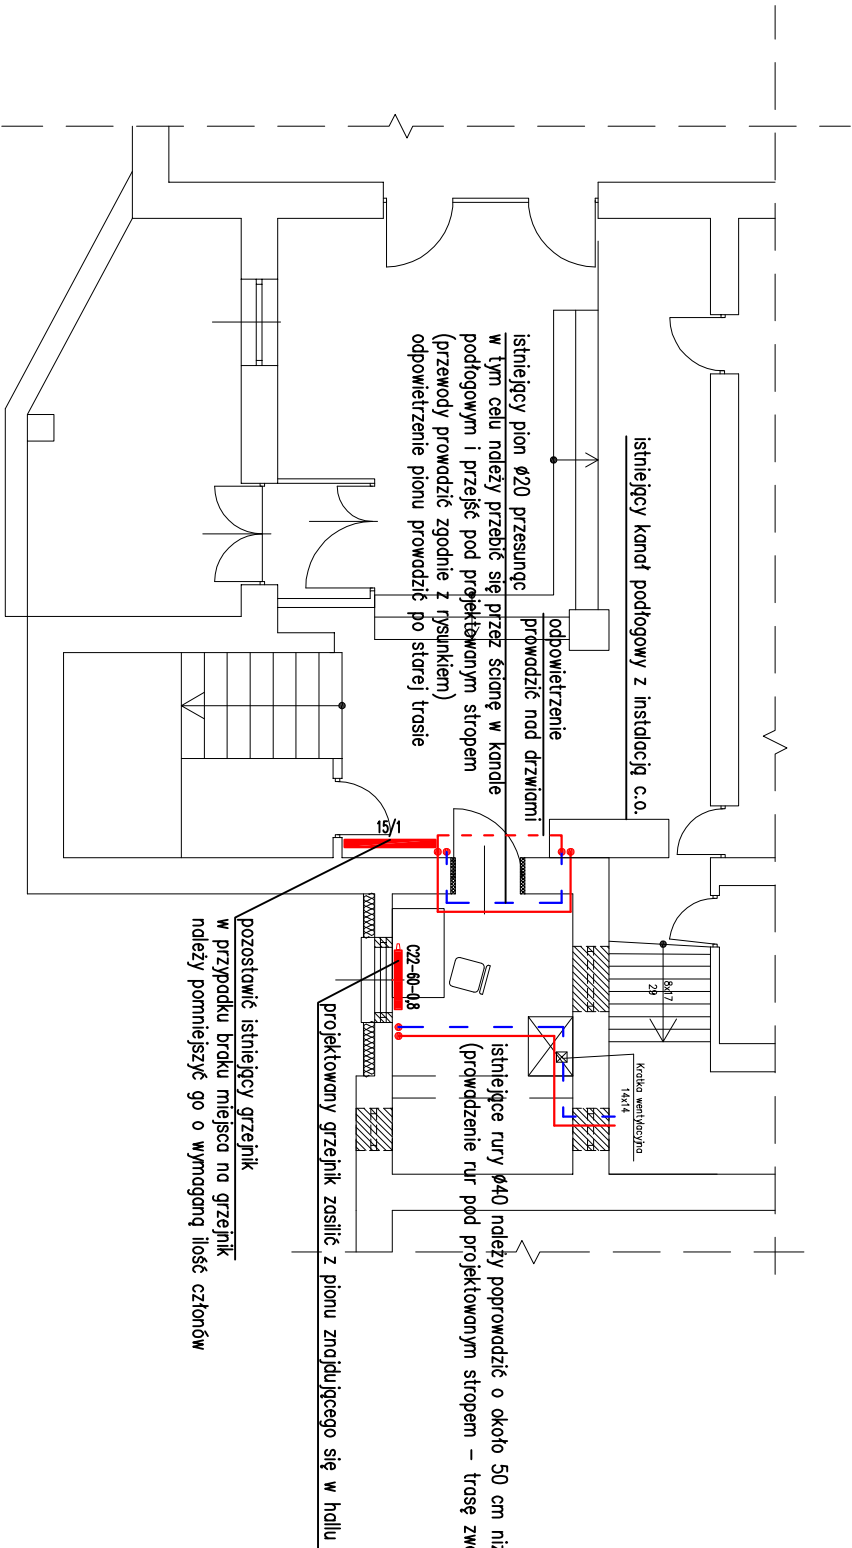 istniejący kanał podłogowy z instalacją c.o.
odpowietrzenie
prowadzić nad drzwiami
istniejący pion ø20 przesunąc
w tym celu należy przebić się przez ścianę w kanale
podłogowym i przejść pod projektowanym stropem
(przewody prowadzić zgodnie z rysunkiem)
odpowietrzenie pionu prowadzić po starej trasie
15/1
8x17
29
Kratka wentylacyjna
14x14
C22-60-0,8
istniejące rury ø40 należy poprowadzić o około 50 cm
(prowadzenie rur pod projektowanym stropem – trasę
projektowany grzejnik zasilić z pionu znajdującego się w hallu
pozostawić istniejący grzejnik
w przypadku braku miejsca na grzejnik
należy pomniejszyć go o wymaganą ilość członów